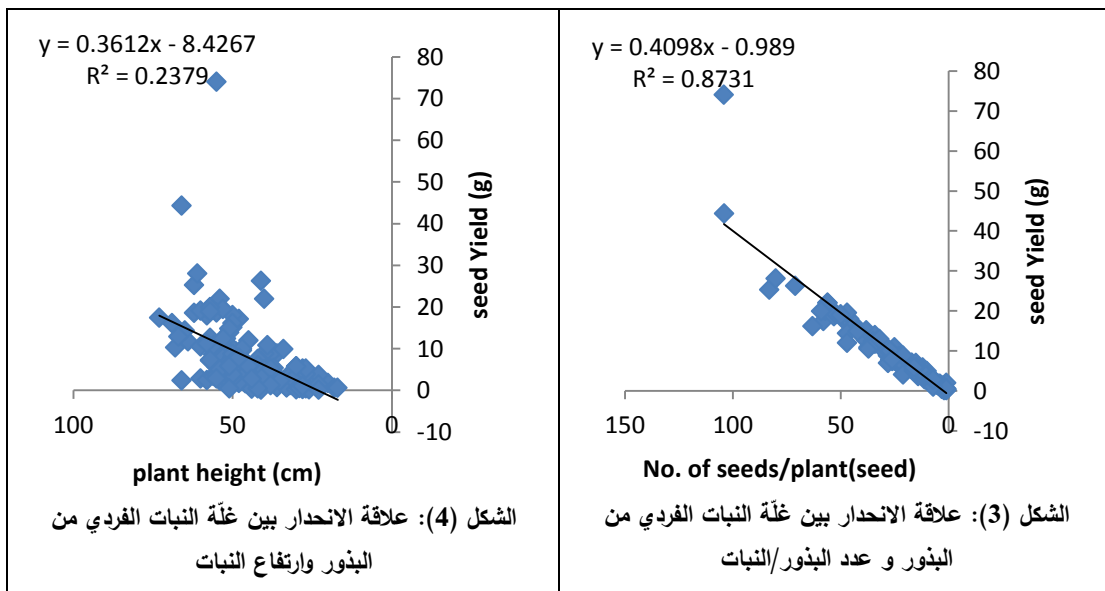 y = 0.4098x - 0.989
R² = 0.8731
80
70
60
50
40
30
20
10
0
-10
150
100
50
0
seed Yield (g)
No. of seeds/plant(seed)
الشكل (3): علاقة الانحدار بين غلّة النبات الفردي من
البذور و عدد البذور/النبات
y = 0.3612x - 8.4267
R² = 0.2379
80
70
60
50
40
30
20
10
0
-10
100
50
0
seed Yield (g)
plant height (cm)
الشكل (4): علاقة الانحدار بين غلّة النبات الفردي من
البذور وارتفاع النبات